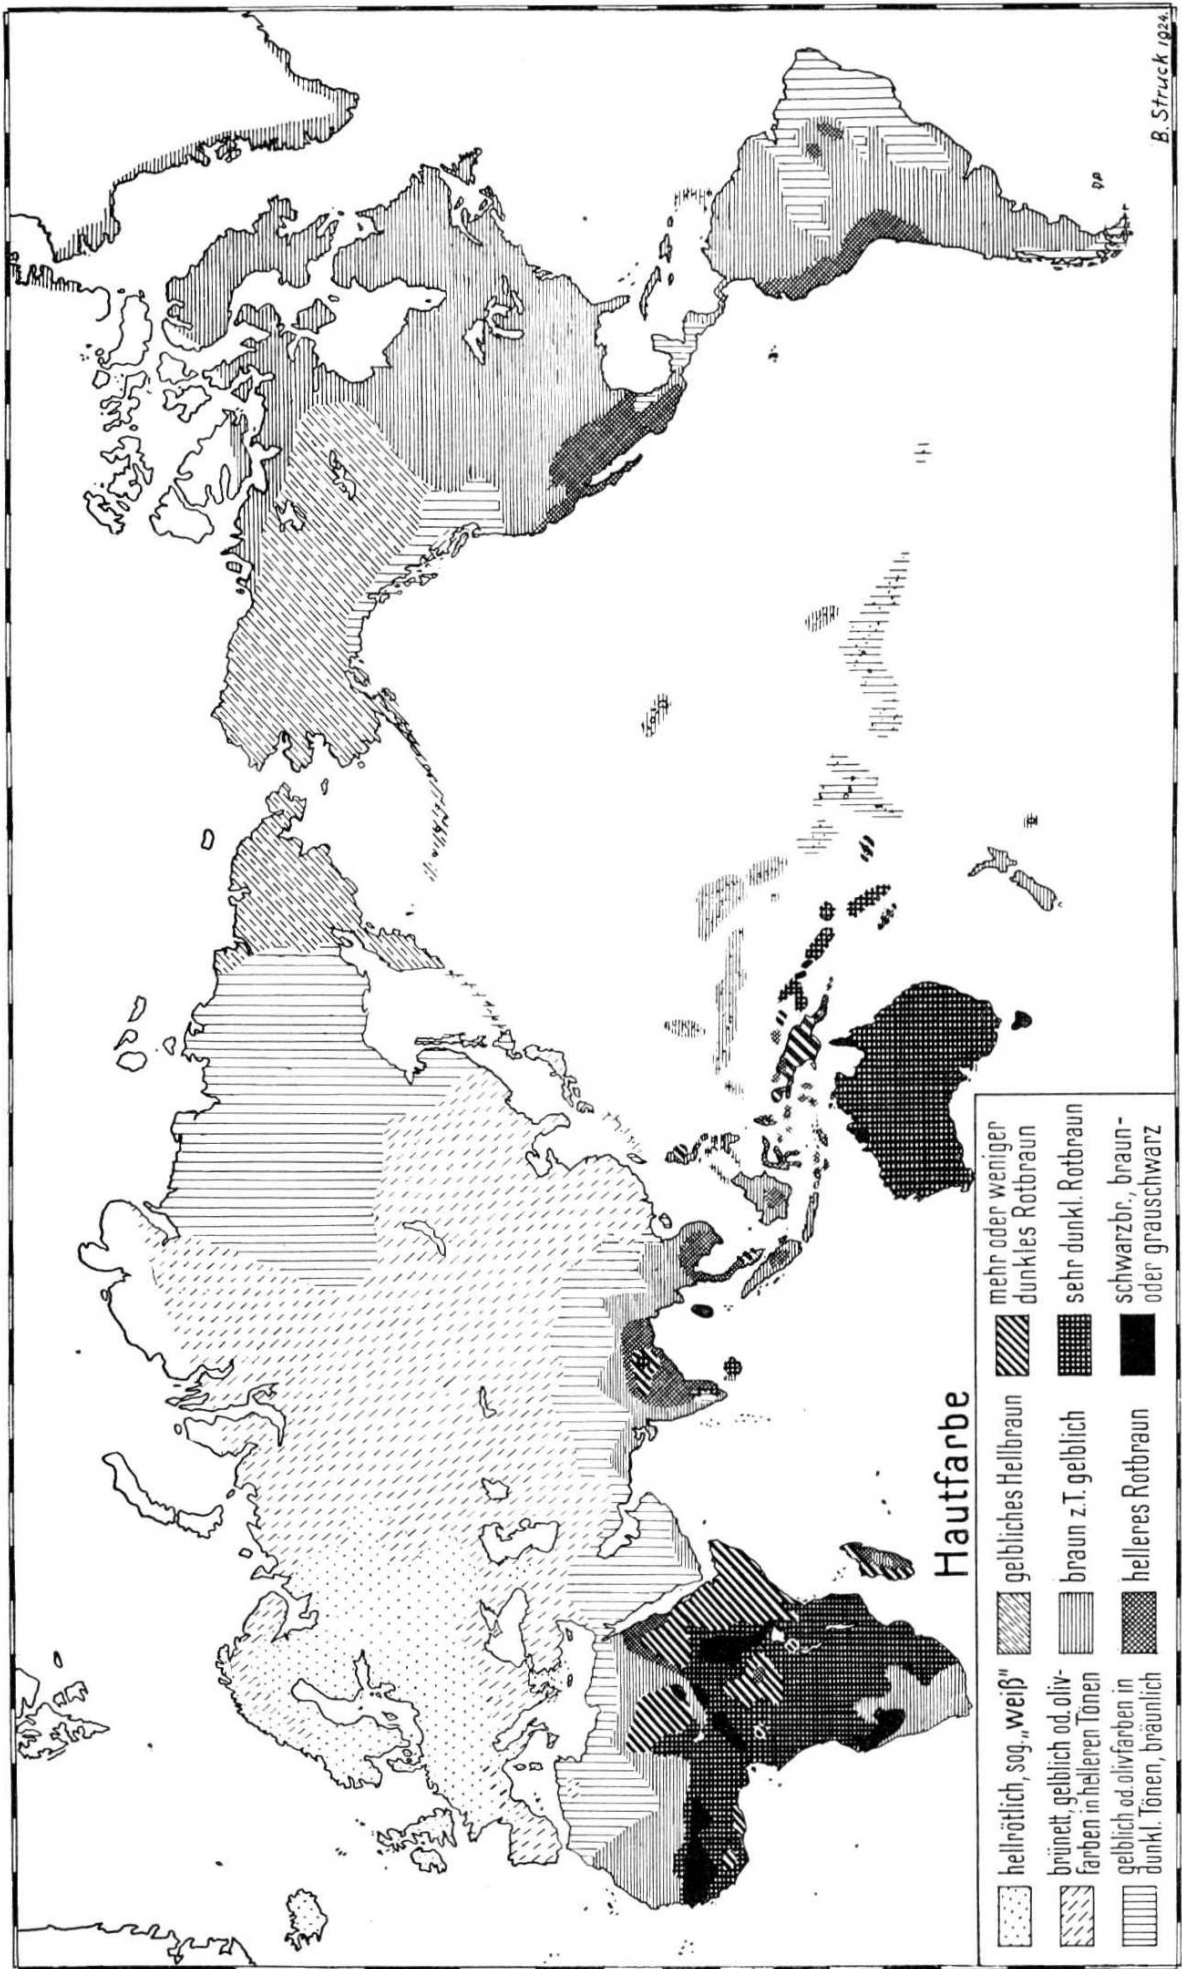 B. Struck 1924.
Hautfarbe
hellrötlich, sog. „weiß"
brünett, gelblich od. oliv-
farben in helleren Tönen
gelblich od. olivfarben in
dunkl. Tönen, bräunlich
gelbliches Hellbraun
braun z.T. gelblich
helleres Rotbraun
mehr oder weniger
dunkles Rotbraun
sehr dunkl. Rotbraun
schwarzbr., braun-
oder grauschwarz